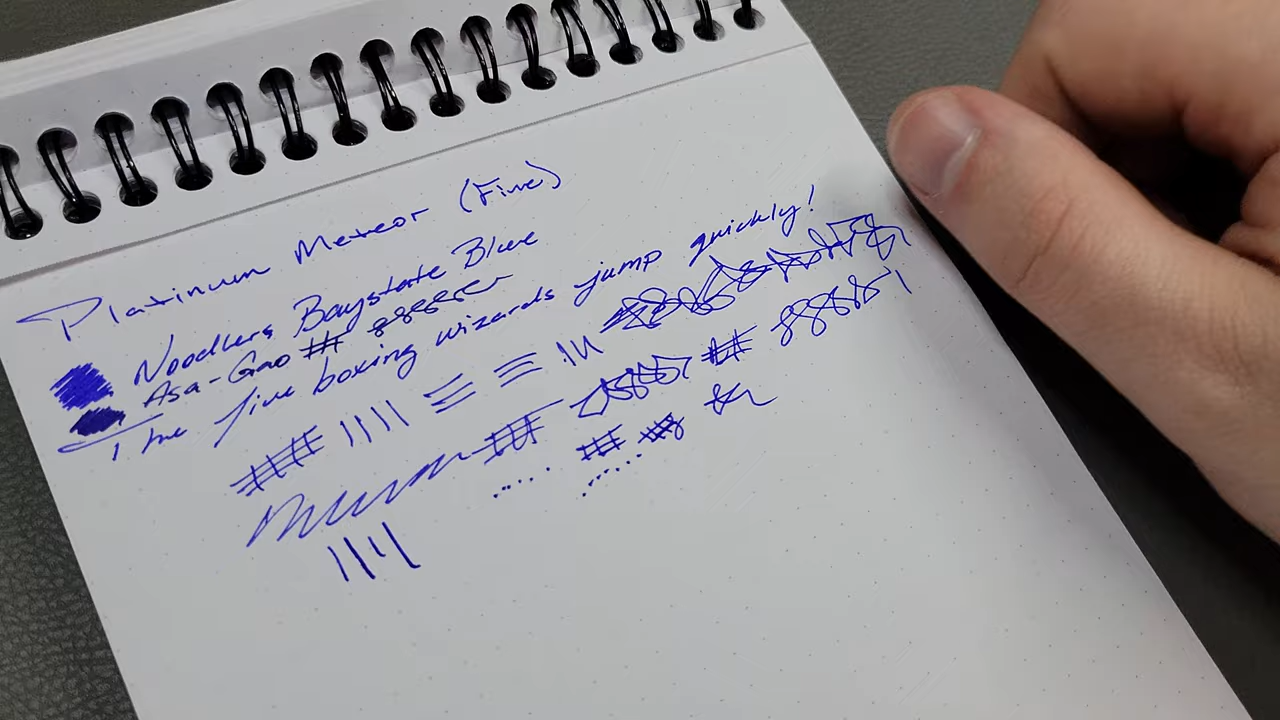 Platinum Meteor (Fine)
Noodlers Baystate Blue
Asa-Gao
The five boxing wizards jump quickly!